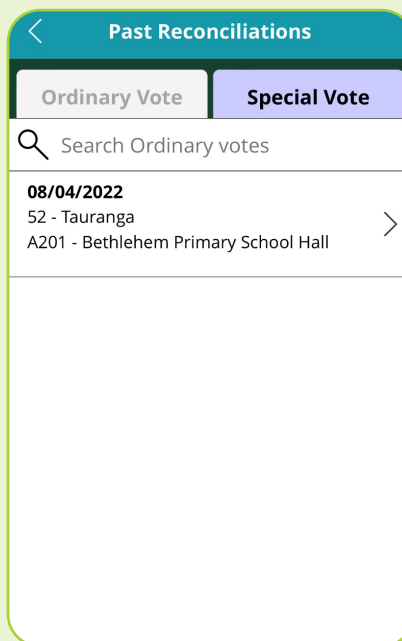 Past Reconciliations
Ordinary Vote
Special Vote
Search Ordinary votes
08/04/2022
52 - Tauranga
A201 - Bethlehem Primary School Hall